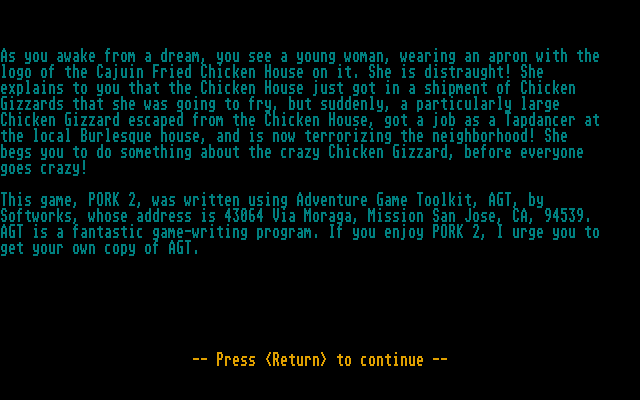 As you awake from a dream, you see a young woman, wearing an apron with the
logo of the Cajuin Fried Chicken House on it. She is distraught! She
explains to you that the Chicken House just got in a shipment of Chicken
Gizzards that she was going to fry, but suddenly, a particularly large
Chicken Gizzard escaped from the Chicken House, got a job as a Tapdancer at
the local Burlesque house, and is now terrorizing the neighborhood! She
begs you to do something about the crazy Chicken Gizzard, before everyone
goes crazy!
This game, PORK 2, was written using Adventure Game Toolkit, AGT, by
Softworks, whose address is 43064 Via Moraga, Mission San Jose, CA, 94539.
AGT is a fantastic game-writing program. If you enjoy PORK 2, I urge you to
get your own copy of AGT.
-- Press <Return> to continue --